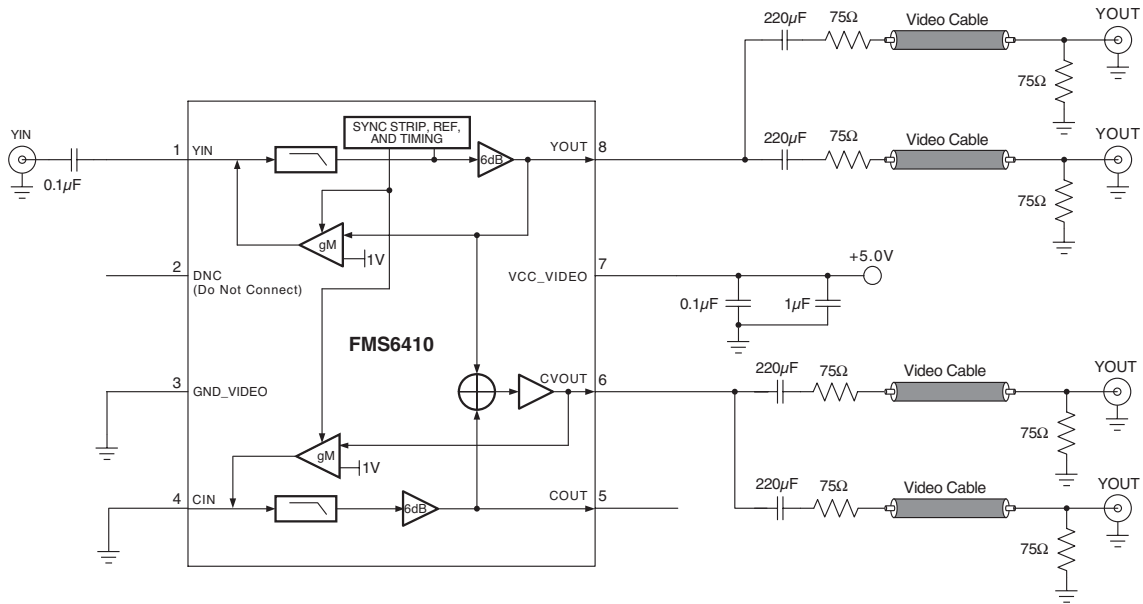 220µF
75Ω
Video Cable
YOUT
75Ω
220µF
75Ω
Video Cable
YOUT
75Ω
YIN
0.1µF
1
YIN
SYNC STRIP, REF,
AND TIMING
6dB
YOUT
8
gM
1V
2
DNC
(Do Not Connect)
7
VCC_VIDEO
+5.0V
0.1µF
1µF
FMS6410
3
GND_VIDEO
CVOUT
6
220µF
75Ω
Video Cable
YOUT
75Ω
gM
1V
4
CIN
6dB
COUT
5
220µF
75Ω
Video Cable
YOUT
75Ω